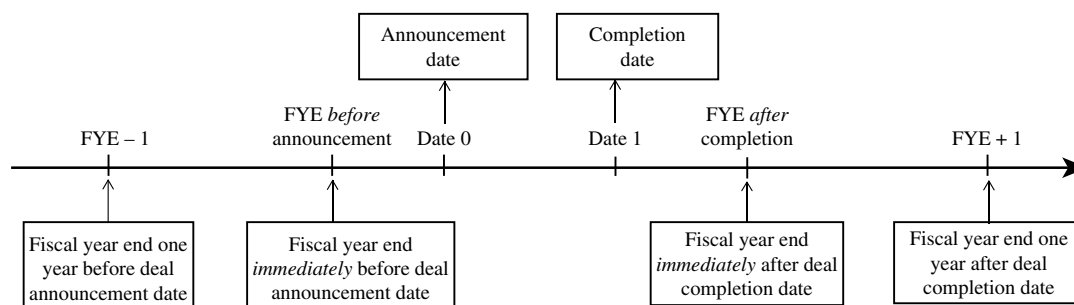 Announcement
date
Completion
date
FYE – 1
FYE before
announcement
Date 0
Date 1
FYE after
completion
FYE + 1
Fiscal year end one
year before deal
announcement date
Fiscal year end
immediately before deal
announcement date
Fiscal year end
immediately after deal
completion date
Fiscal year end one
year after deal
completion date